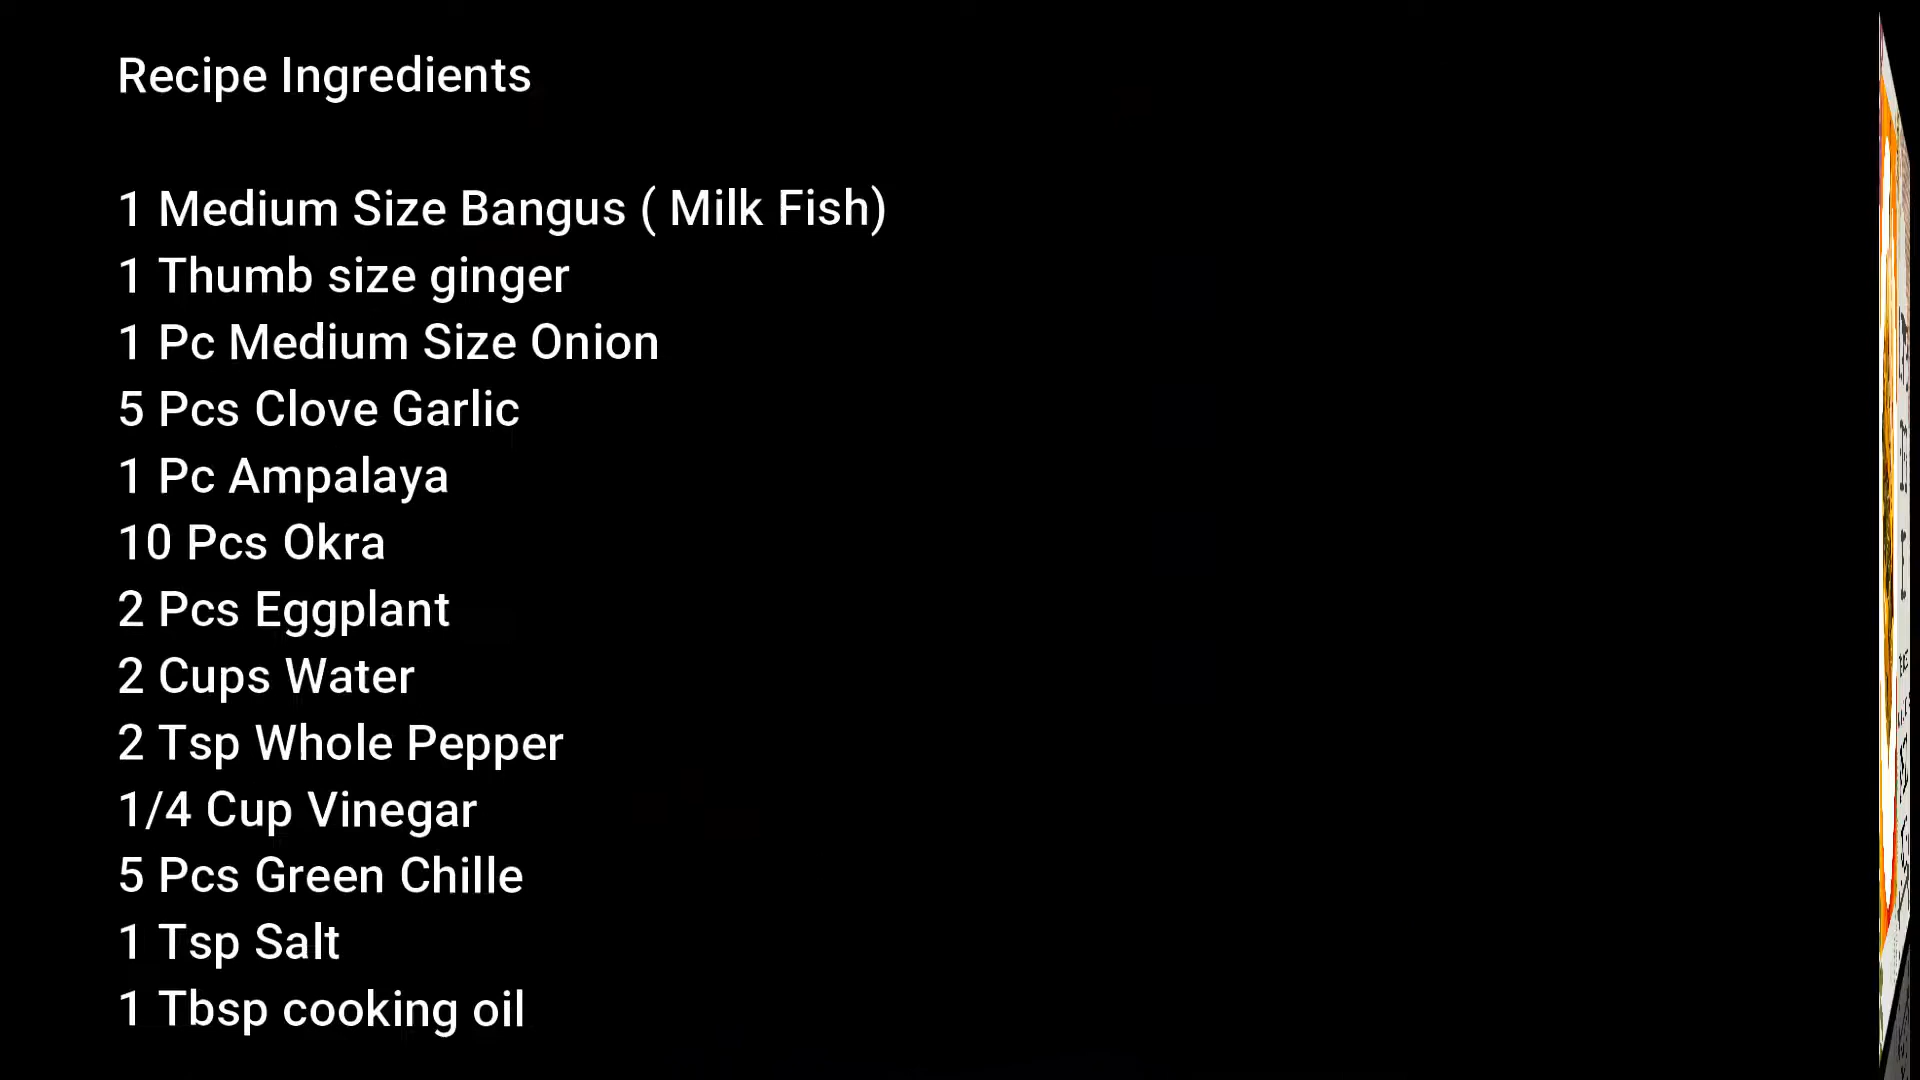 Recipe Ingredients
1 Medium Size Bangus ( Milk Fish)
1 Thumb size ginger
1 Pc Medium Size Onion
5 Pcs Clove Garlic
1 Pc Ampalaya
10 Pcs Okra
2 Pcs Eggplant
2 Cups Water
2 Tsp Whole Pepper
1/4 Cup Vinegar
5 Pcs Green Chille
1 Tsp Salt
1 Tbsp cooking oil